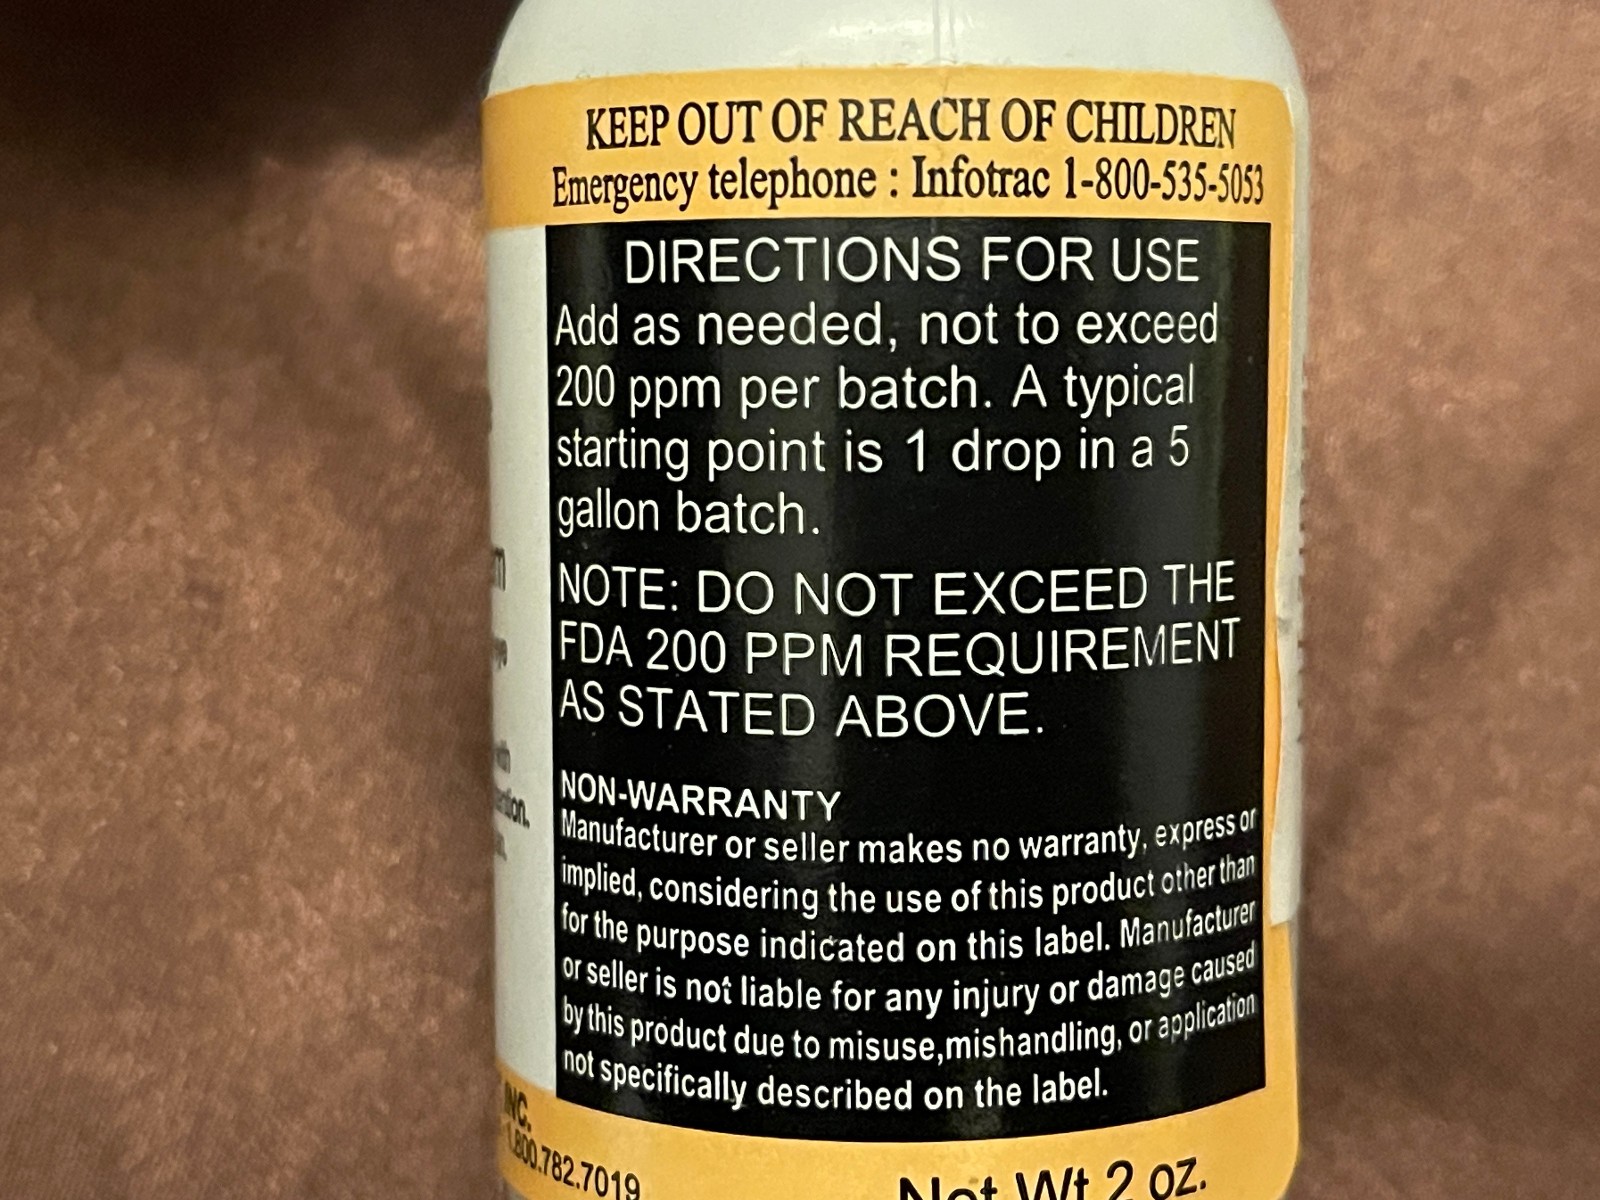 KEEP OUT OF REACH OF CHILDREN
Emergency telephone : Infotrac 1-800-535-5053
DIRECTIONS FOR USE
Add as needed, not to exceed
200 ppm per batch. A typical
starting point is 1 drop in a 5
gallon batch.
NOTE: DO NOT EXCEED THE
FDA 200 PPM REQUIREMENT
AS STATED ABOVE.
NON-WARRANTY
Manufacturer or seller makes no warranty, express or
implied, considering the use of this product other than
for the purpose indicated on this label. Manufacturer
or seller is not liable for any injury or damage caused
by this product due to misuse,mishandling, or application
not specifically described on the label.
INC.
1.800.782.7019
Net Wt 2 oz.